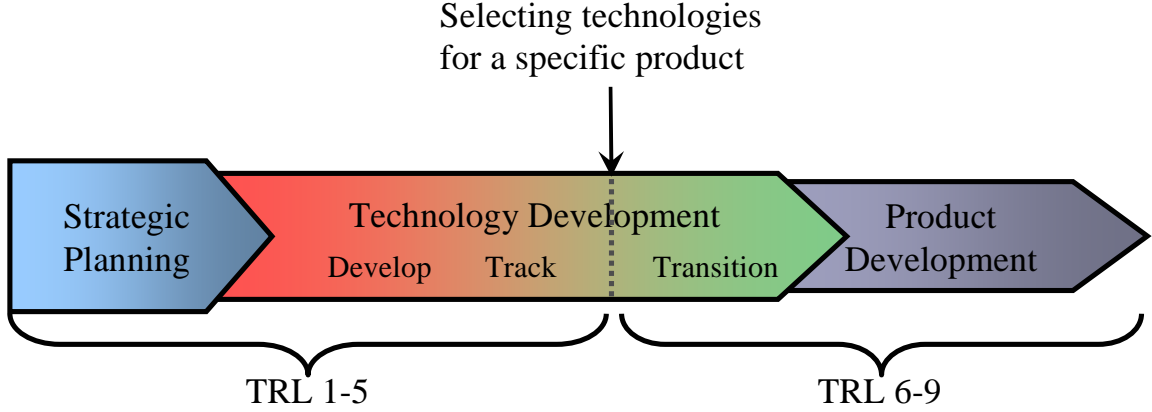 Selecting technologies
for a specific product
Strategic
Planning
Technology Development
Develop Track Transition
Product
Development
TRL 1-5
TRL 6-9